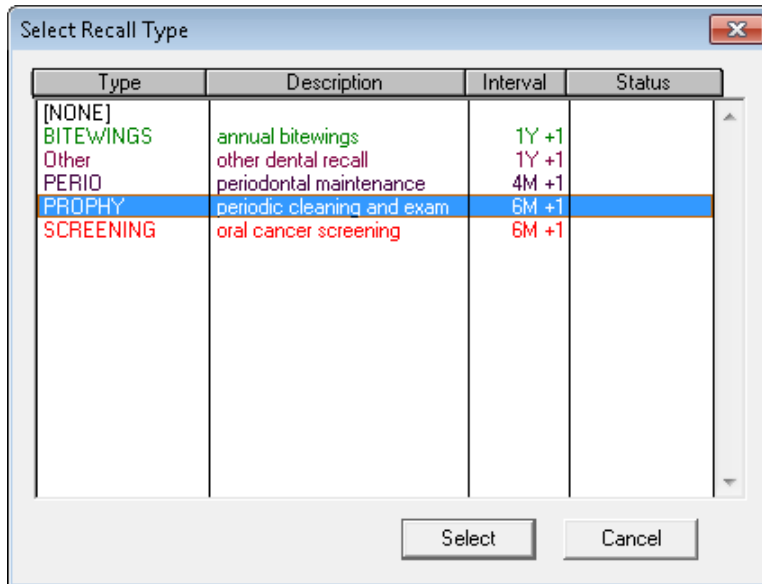 Select Recall Type
Type Description Interval Status
[NONE]
BITEWINGS annual bitewings 1Y +1
Other other dental recall 1Y +1
PERIO periodontal maintenance 4M +1
PROPHY periodic cleaning and exam 6M +1
SCREENING oral cancer screening 6M +1
Select Cancel